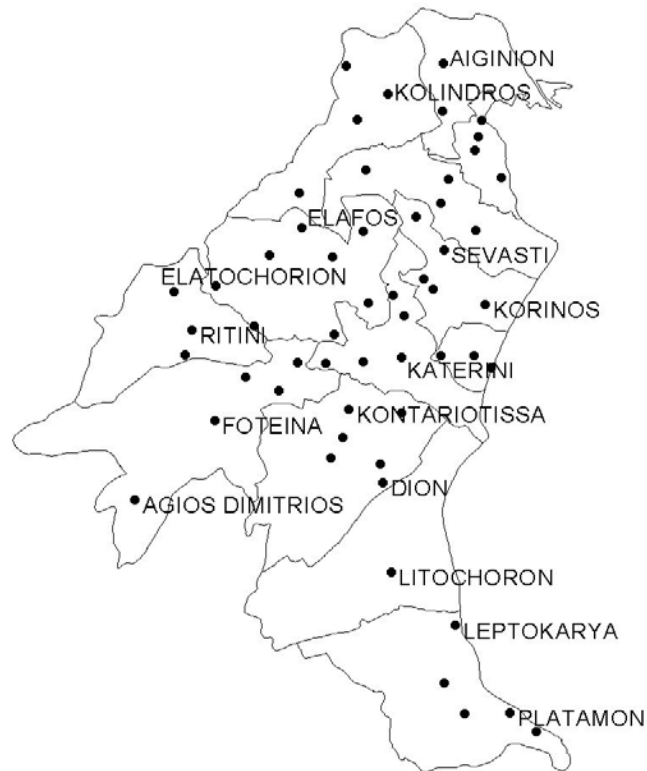 AIGINION
KOLINDROS
ELAFOS
SEVASTI
ELATOCHORION
KORINOS
RITINI
KATERINI
KONTARIOTISSA
FOTEINA
DION
AGIOS DIMITRIOS
LITOCHORON
LEPTOKARYA
PLATAMON